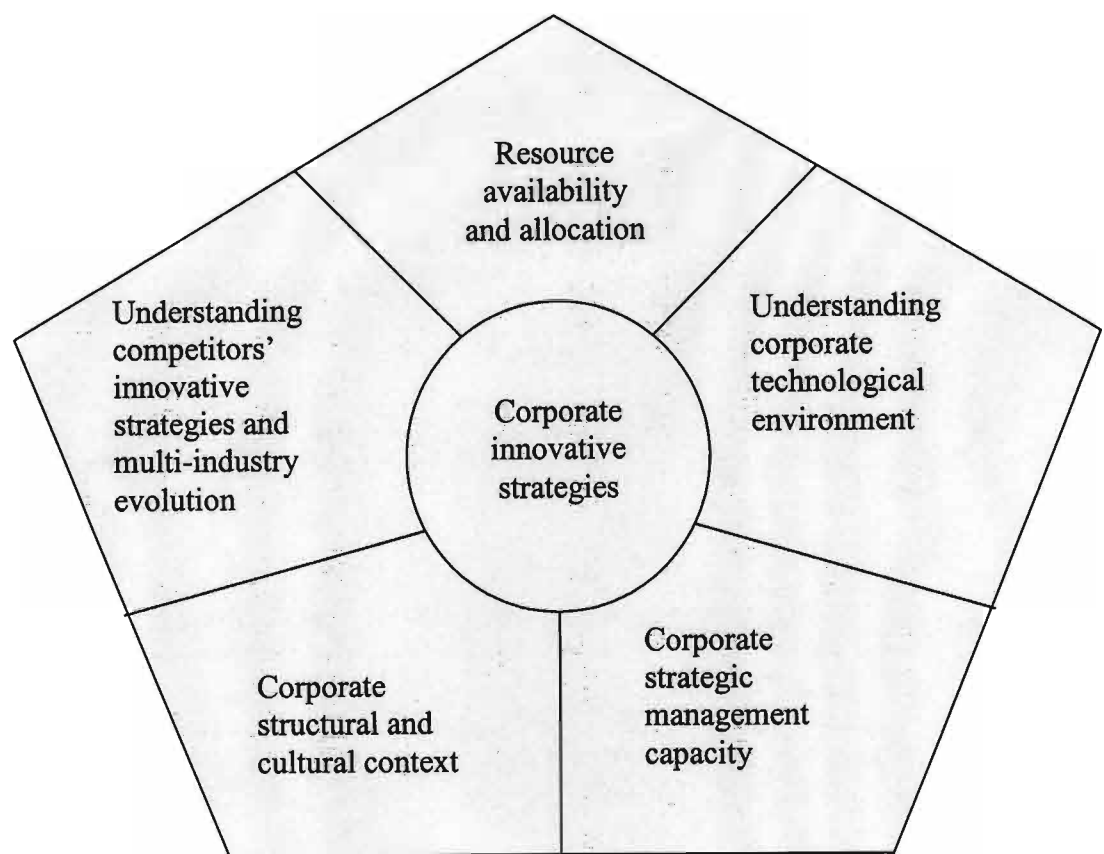 Resource
availability
and allocation
Understanding
competitors’
innovative
strategies and
multi-industry
evolution
Understanding
corporate
technological
environment
Corporate
innovative
strategies
Corporate
structural and
cultural context
Corporate
strategic
management
capacity